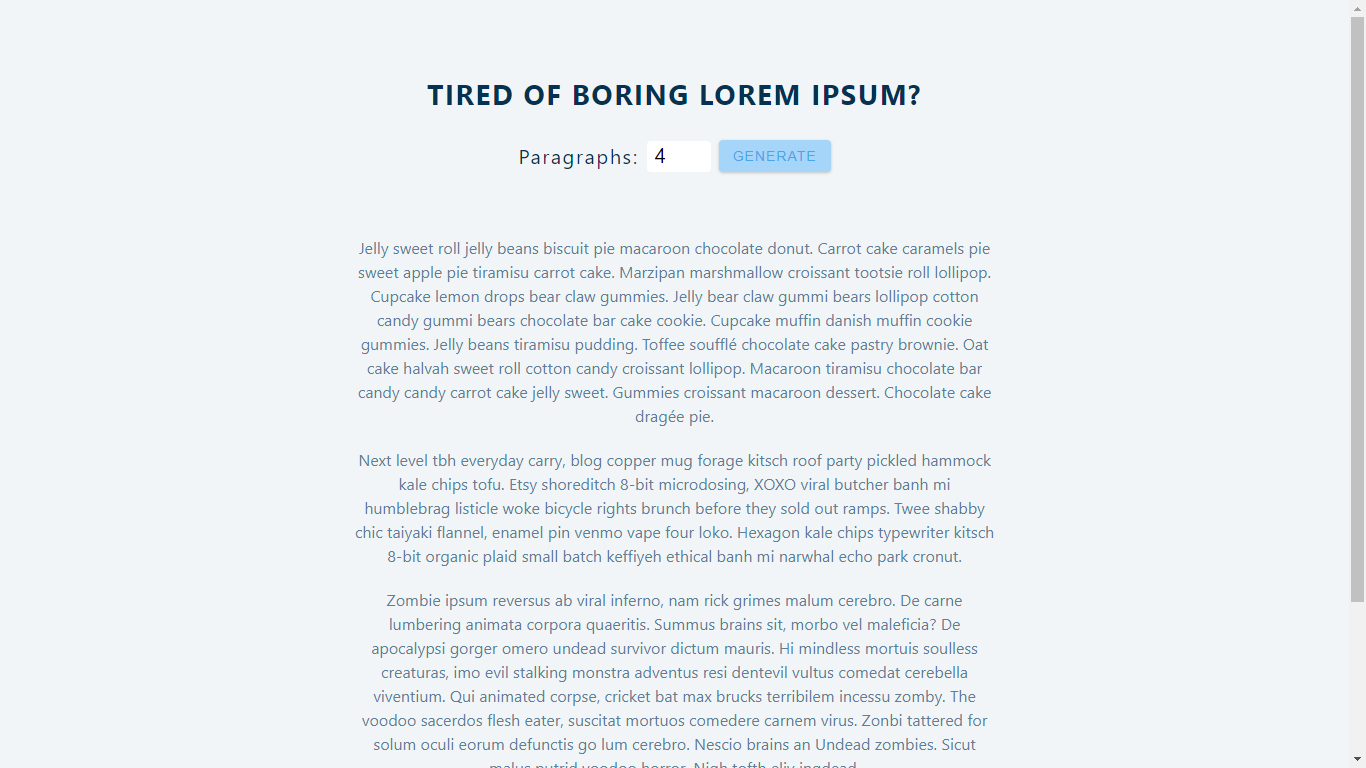 TIRED OF BORING LOREM IPSUM?
Paragraphs: 4 GENERATE
Jelly sweet roll jelly beans biscuit pie macaroon chocolate donut. Carrot cake caramels pie
sweet apple pie tiramisu carrot cake. Marzipan marshmallow croissant tootsie roll lollipop.
Cupcake lemon drops bear claw gummies. Jelly bear claw gummi bears lollipop cotton
candy gummi bears chocolate bar cake cookie. Cupcake muffin danish muffin cookie
gummies. Jelly beans tiramisu pudding. Toffee soufflé chocolate cake pastry brownie. Oat
cake halvah sweet roll cotton candy croissant lollipop. Macaroon tiramisu chocolate bar
candy candy carrot cake jelly sweet. Gummies croissant macaroon dessert. Chocolate cake
dragée pie.
Next level tbh everyday carry, blog copper mug forage kitsch roof party pickled hammock
kale chips tofu. Etsy shoreditch 8-bit microdosing, XOXO viral butcher banh mi
humblebrag listicle woke bicycle rights brunch before they sold out ramps. Twee shabby
chic taiyaki flannel, enamel pin venmo vape four loko. Hexagon kale chips typewriter kitsch
8-bit organic plaid small batch keffiyeh ethical banh mi narwhal echo park cronut.
Zombie ipsum reversus ab viral inferno, nam rick grimes malum cerebro. De carne
lumbering animata corpora quaeritis. Summus brains sit, morbo vel maleficia? De
apocalypsi gorger omero undead survivor dictum mauris. Hi mindless mortuis soulless
creaturas, imo evil stalking monstra adventus resi dentevil vultus comedat cerebella
viventium. Qui animated corpse, cricket bat max brucks terribilem incessu zomby. The
voodoo sacerdos flesh eater, suscitat mortuos comedere carnem virus. Zonbi tattered for
solum oculi eorum defunctis go lum cerebro. Nescio brains an Undead zombies. Sicut
malus putrid voodoo horror. Nigh tofth eliv ingdead.